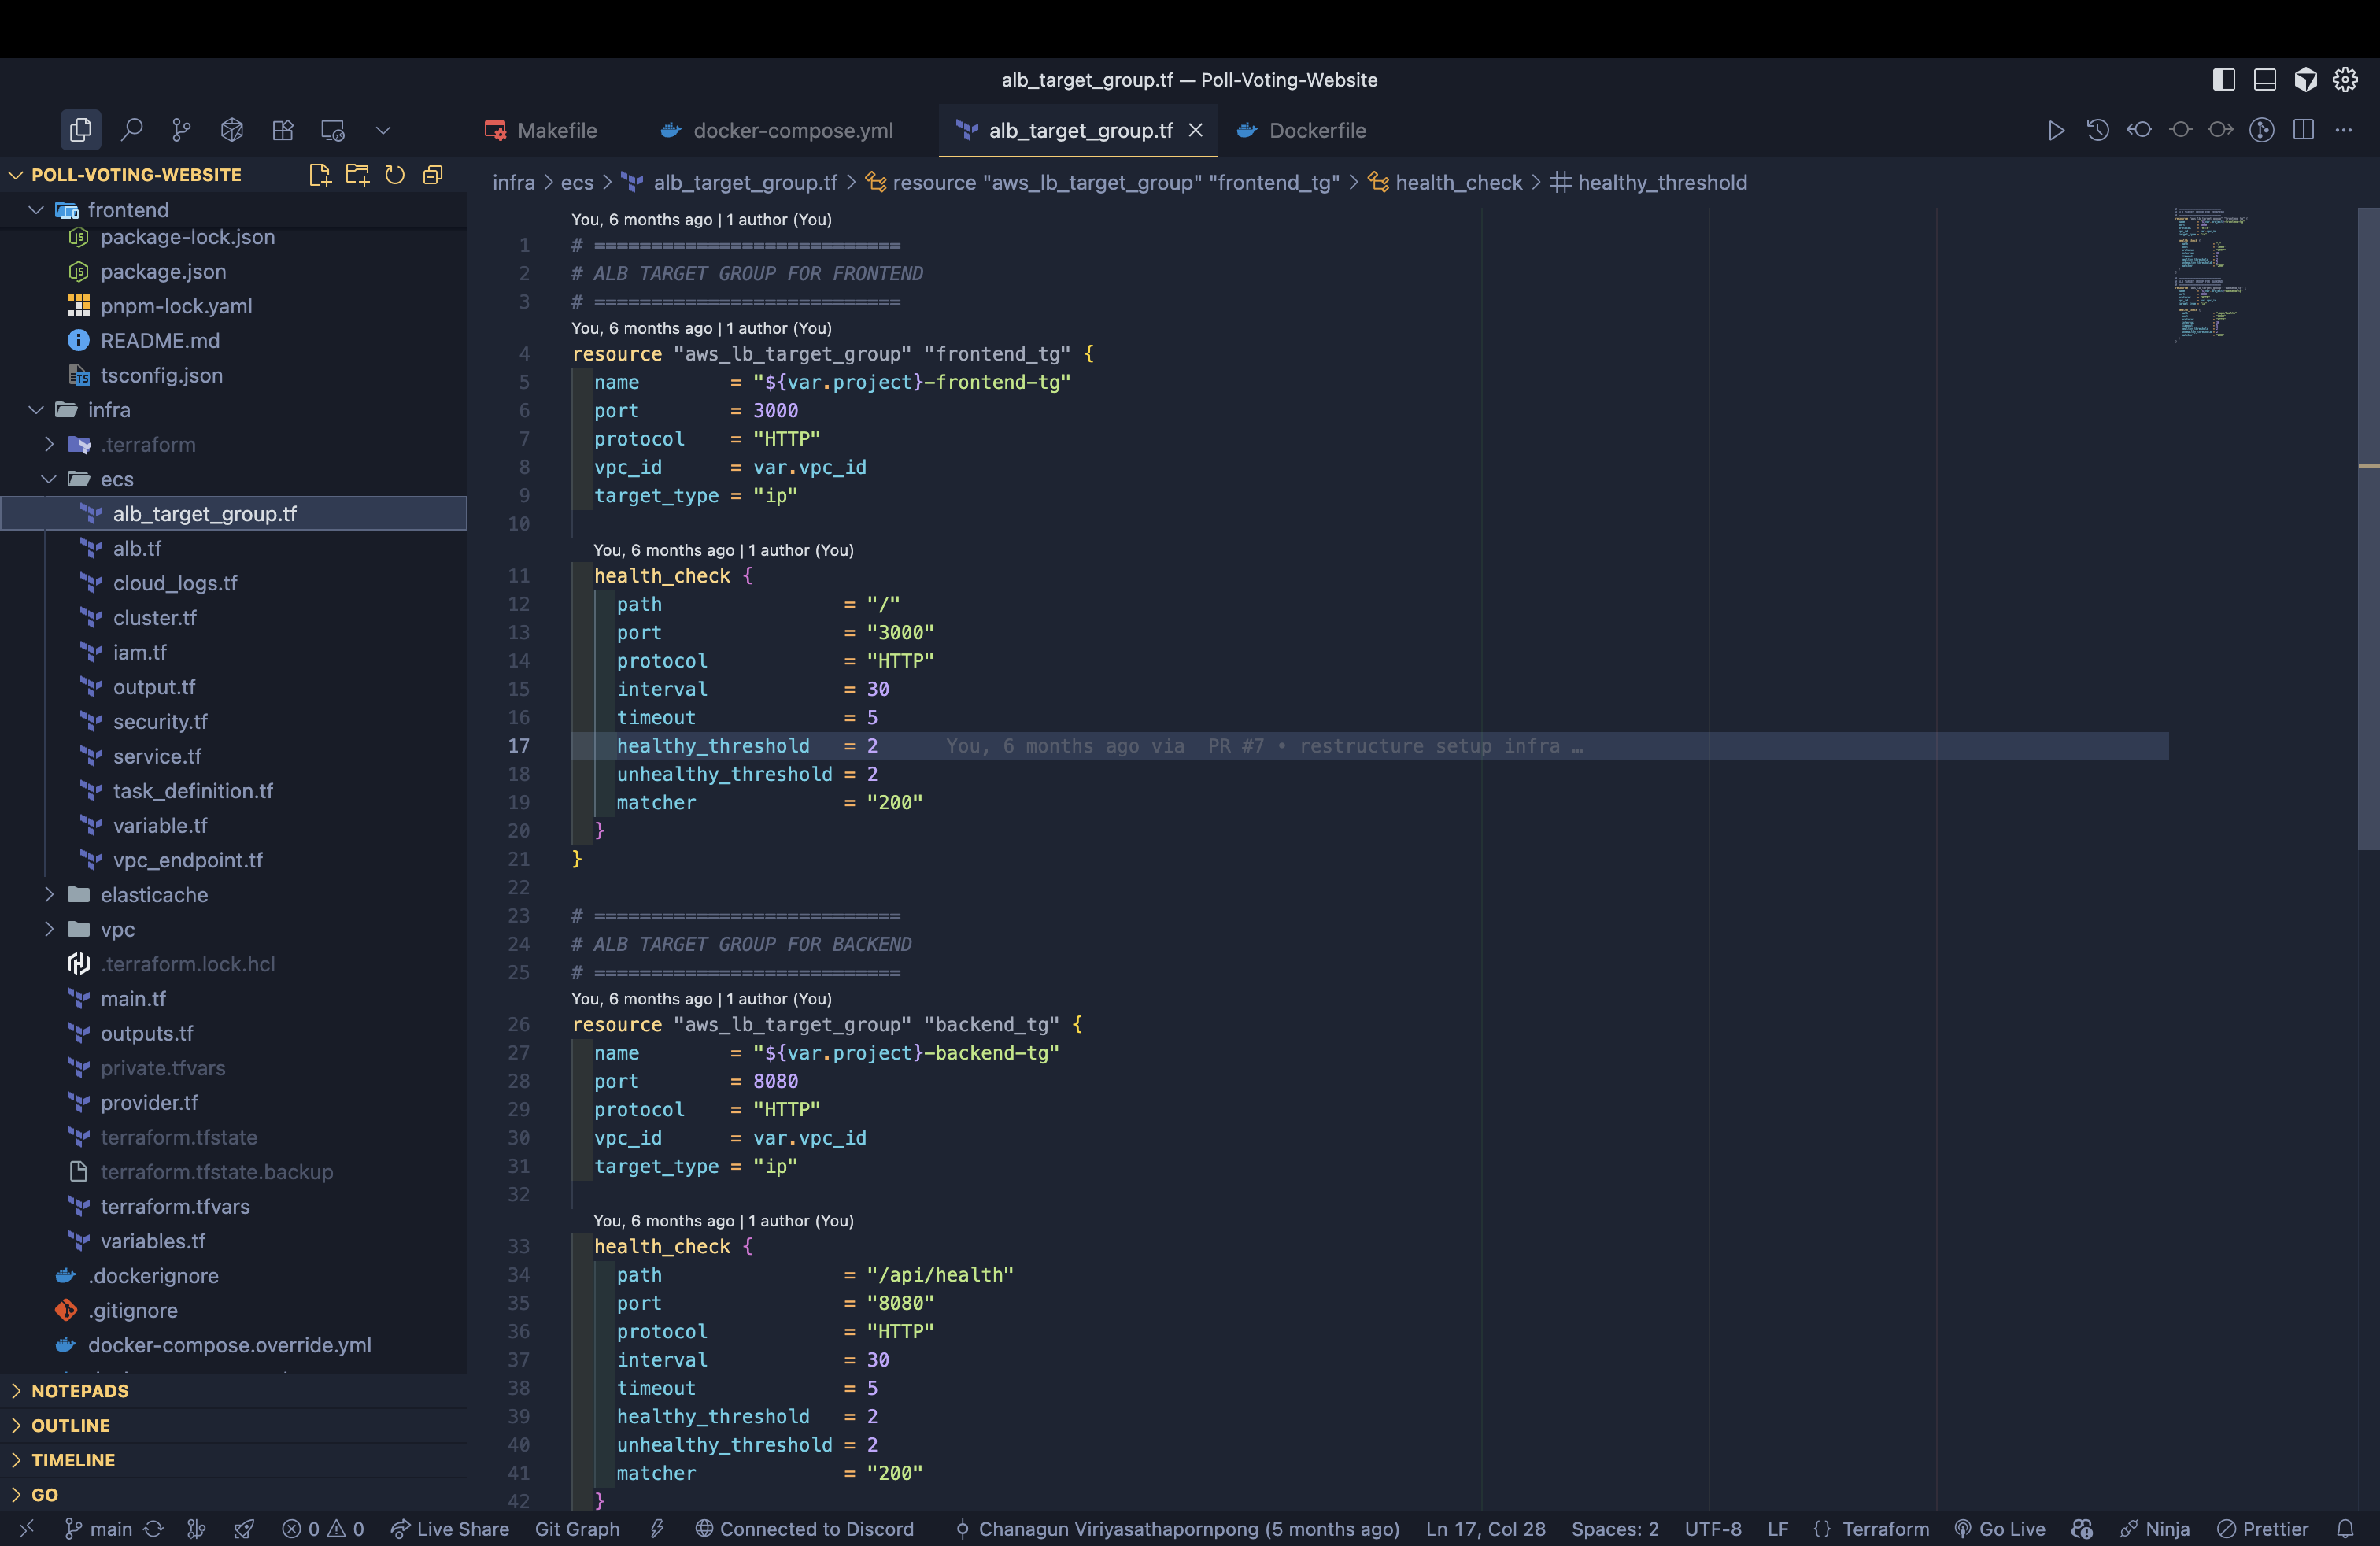 alb_target_group.tf — Poll-Voting-Website
Makefile
docker-compose.yml
alb_target_group.tf
Dockerfile
POLL-VOTING-WEBSITE
frontend
package-lock.json
package.json
pnpm-lock.yaml
README.md
tsconfig.json
infra
.terraform
ecs
alb_target_group.tf
alb.tf
cloud_logs.tf
cluster.tf
iam.tf
output.tf
security.tf
service.tf
task_definition.tf
variable.tf
vpc_endpoint.tf
elasticache
vpc
.terraform.lock.hcl
main.tf
outputs.tf
private.tfvars
provider.tf
terraform.tfstate
terraform.tfstate.backup
terraform.tfvars
variables.tf
.dockerignore
.gitignore
docker-compose.override.yml
NOTEPADS
OUTLINE
TIMELINE
GO
infra > ecs > alb_target_group.tf > resource "aws_lb_target_group" "frontend_tg" > health_check > healthy_threshold
You, 6 months ago | 1 author (You)
1 # ===========================
2 # ALB TARGET GROUP FOR FRONTEND
3 # ===========================
You, 6 months ago | 1 author (You)
4 resource "aws_lb_target_group" "frontend_tg" {
5 name = "${var.project}-frontend-tg"
6 port = 3000
7 protocol = "HTTP"
8 vpc_id = var.vpc_id
9 target_type = "ip"
10
You, 6 months ago | 1 author (You)
11 health_check {
12 path = "/"
13 port = "3000"
14 protocol = "HTTP"
15 interval = 30
16 timeout = 5
17 healthy_threshold = 2 You, 6 months ago via PR #7 • restructure setup infra …
18 unhealthy_threshold = 2
19 matcher = "200"
20 }
21 }
22
23 # ===========================
24 # ALB TARGET GROUP FOR BACKEND
25 # ===========================
You, 6 months ago | 1 author (You)
26 resource "aws_lb_target_group" "backend_tg" {
27 name = "${var.project}-backend-tg"
28 port = 8080
29 protocol = "HTTP"
30 vpc_id = var.vpc_id
31 target_type = "ip"
32
You, 6 months ago | 1 author (You)
33 health_check {
34 path = "/api/health"
35 port = "8080"
36 protocol = "HTTP"
37 interval = 30
38 timeout = 5
39 healthy_threshold = 2
40 unhealthy_threshold = 2
41 matcher = "200"
42 }
main 0 0 Live Share Git Graph Connected to Discord Chanagun Viriyasathapornpong (5 months ago) Ln 17, Col 28 Spaces: 2 UTF-8 LF {} Terraform Go Live Ninja Prettier